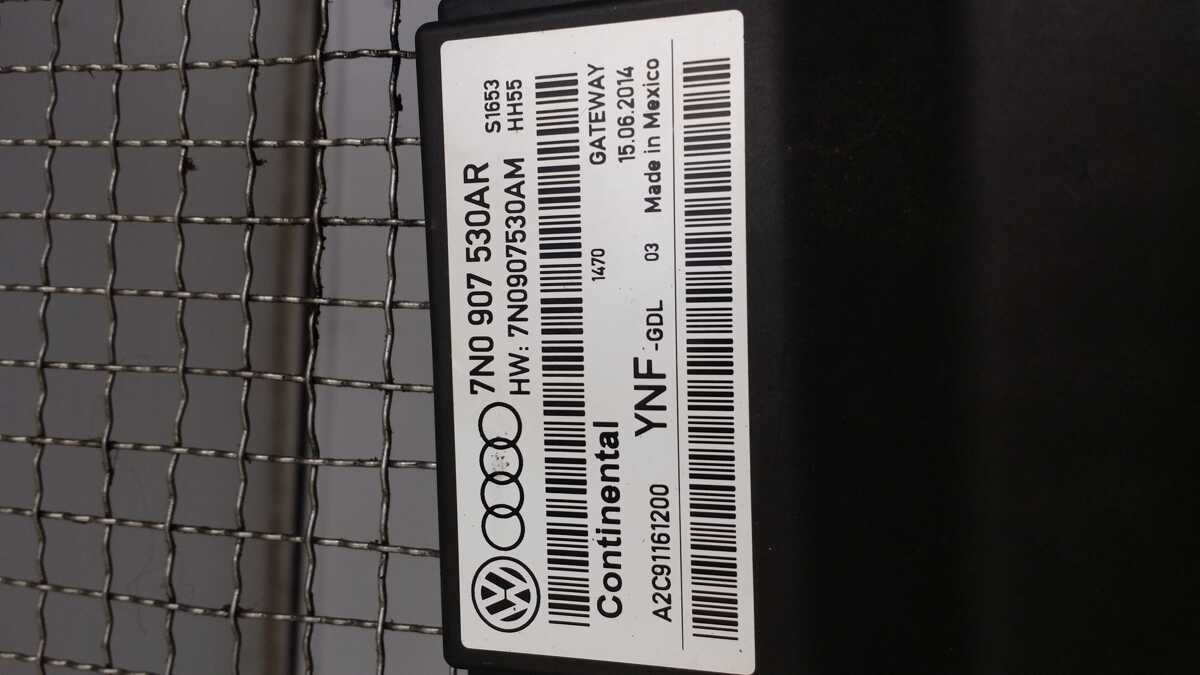 7N0 907 530AR S1653
HW: 7N0907530AM HH55
Continental 1470 GATEWAY
YNF-GDL 15.06.2014
A2C91161200 03 Made in Mexico